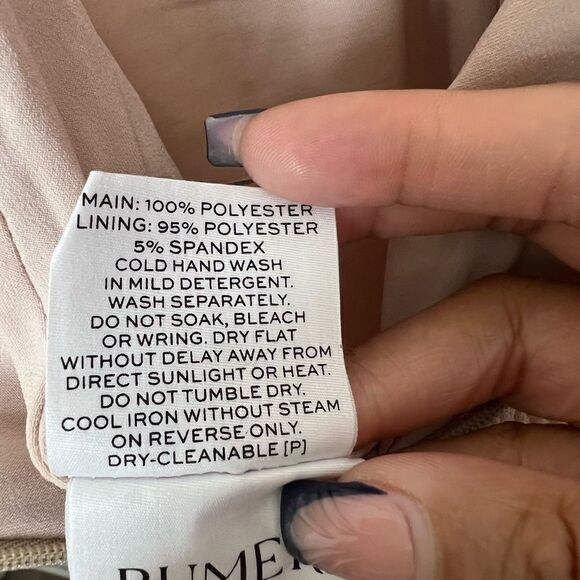 MAIN: 100% POLYESTER
LINING: 95% POLYESTER
5% SPANDEX
COLD HAND WASH
IN MILD DETERGENT.
WASH SEPARATELY.
DO NOT SOAK, BLEACH
OR WRING. DRY FLAT
WITHOUT DELAY AWAY FROM
DIRECT SUNLIGHT OR HEAT.
DO NOT TUMBLE DRY.
COOL IRON WITHOUT STEAM
ON REVERSE ONLY.
DRY-CLEANABLE [P]